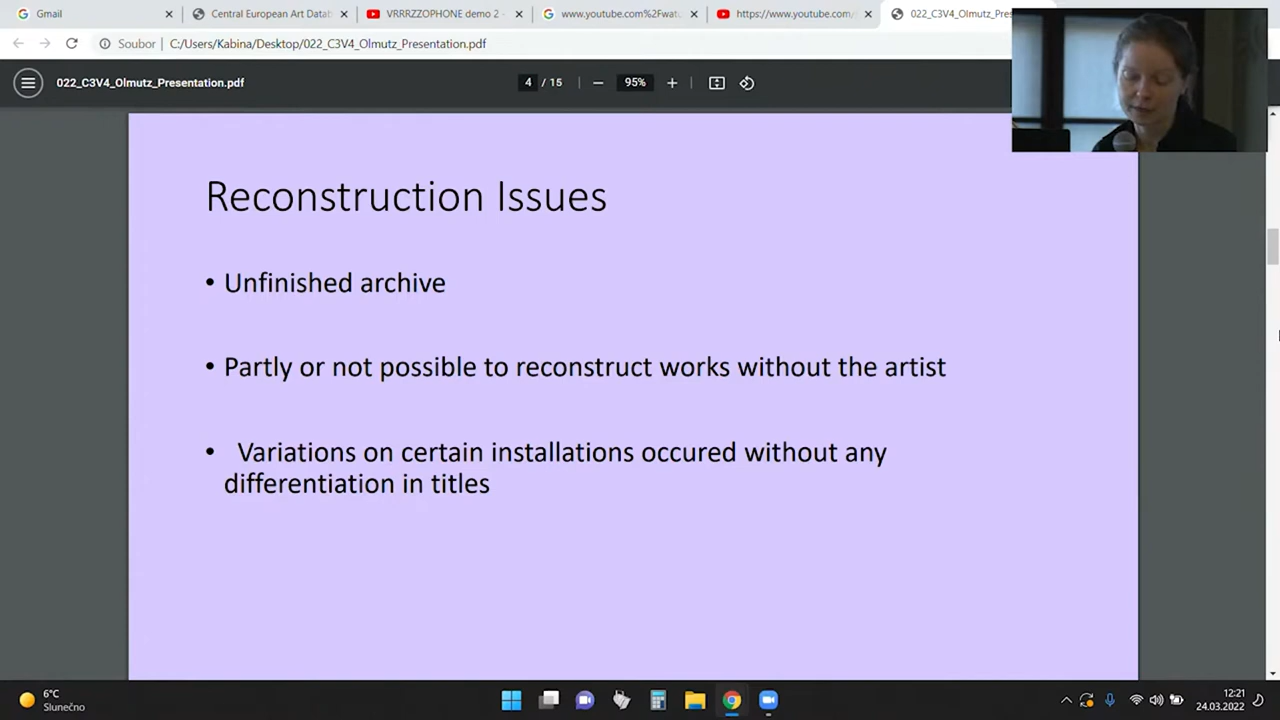 Gmail
Central European Art Datab
VRRRZZOPHONE demo 2 -
www.youtube.com%2Fwat
https://www.youtube.com/
022_C3V4_Olmutz_Pres
Soubor
C:/Users/Kabina/Desktop/022_C3V4_Olmutz_Presentation.pdf
022_C3V4_Olmutz_Presentation.pdf
4 / 15
95%
Reconstruction Issues
• Unfinished archive
• Partly or not possible to reconstruct works without the artist
• Variations on certain installations occured without any
differentiation in titles
6°C
Slunečno
12:21
24.03.2022